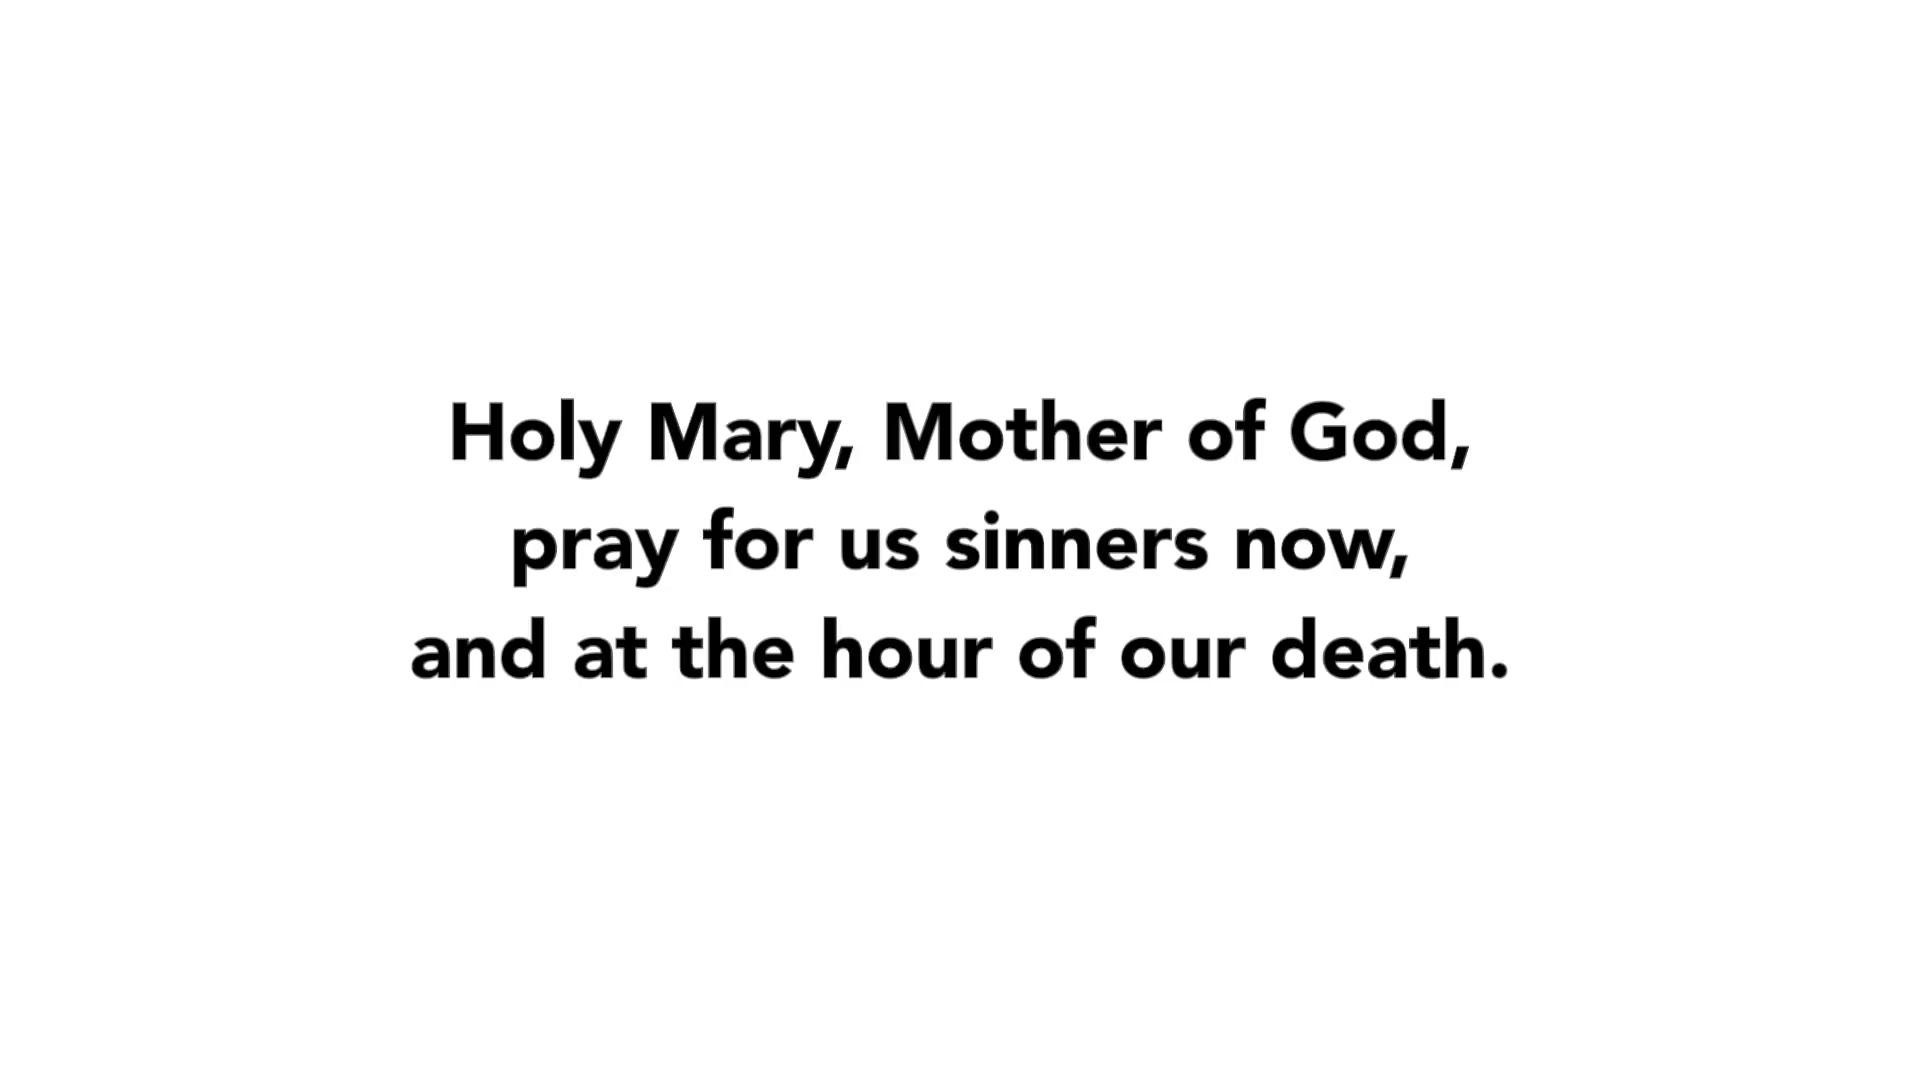 Holy Mary, Mother of God,
pray for us sinners now,
and at the hour of our death.